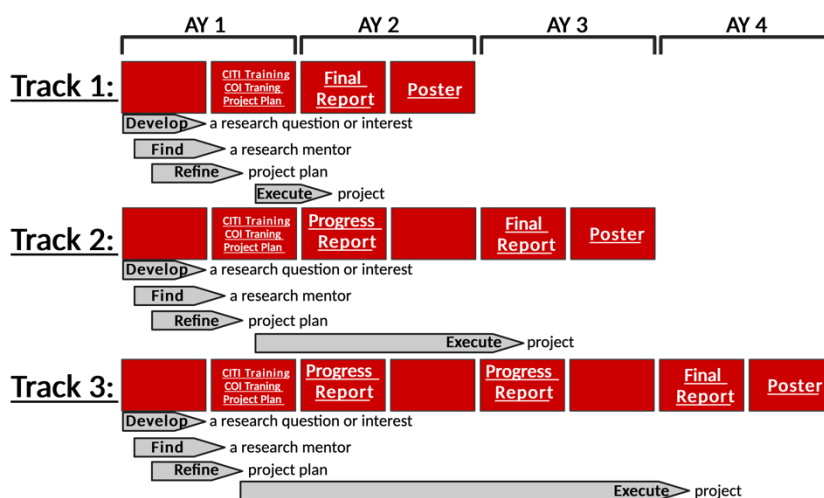 AY 1 AY 2 AY 3 AY 4
Track 1:
CITI Training
COI Traning
Project Plan
Final
Report
Poster
Develop a research question or interest
Find a research mentor
Refine project plan
Execute project
Track 2:
CITI Training
COI Traning
Project Plan
Progress
Report
Final
Report
Poster
Develop a research question or interest
Find a research mentor
Refine project plan
Execute project
Track 3:
CITI Training
COI Traning
Project Plan
Progress
Report
Progress
Report
Final
Report
Poster
Develop a research question or interest
Find a research mentor
Refine project plan
Execute project